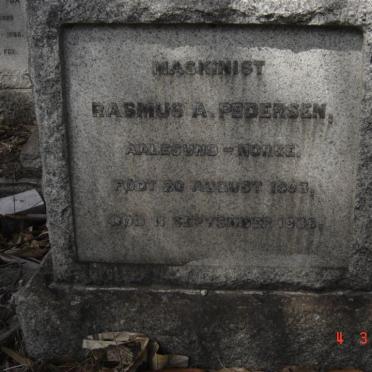 MASKINIST
RASMUS A. PEDERSEN,
AALESUND - NORGE,
FØDT 20 AUGUST
DØD 11 SEPTEMBER
4 3